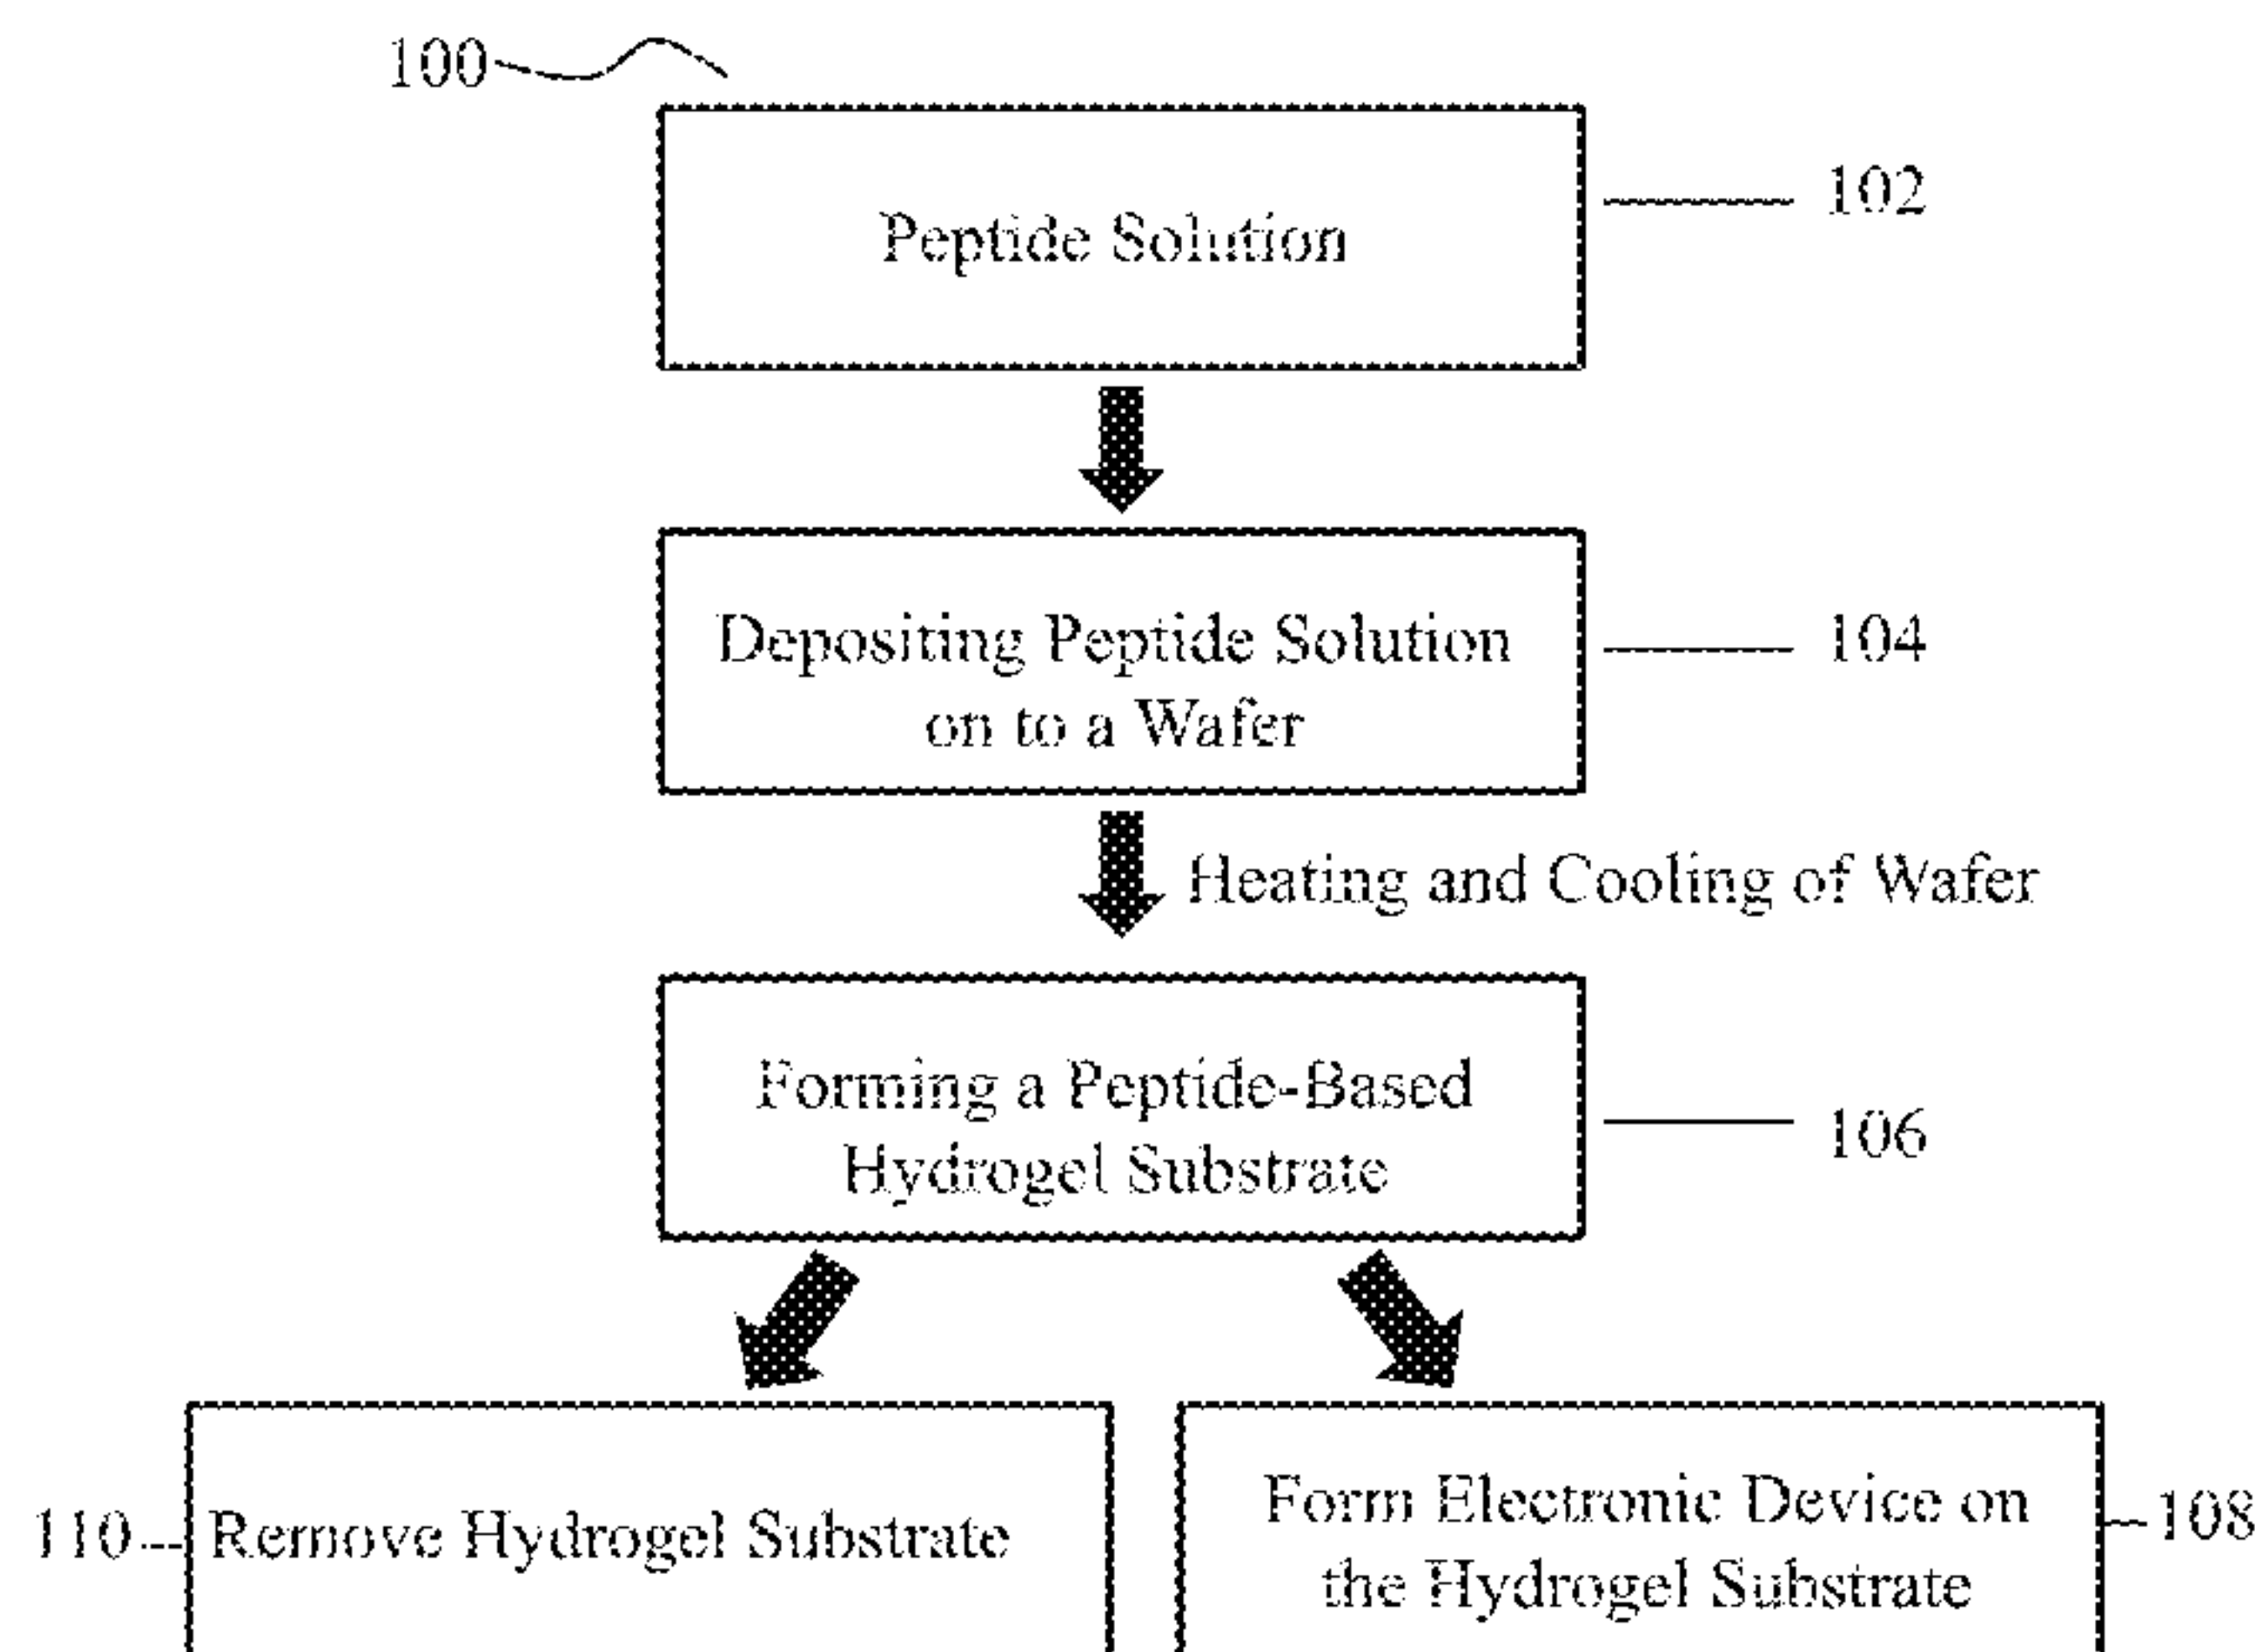 100
Peptide Solution
102
Depositing Peptide Solution
on to a Wafer
104
Heating and Cooling of Wafer
Forming a Peptide-Based
Hydrogel Substrate
106
110
Remove Hydrogel Substrate
Form Electronic Device on
the Hydrogel Substrate
108